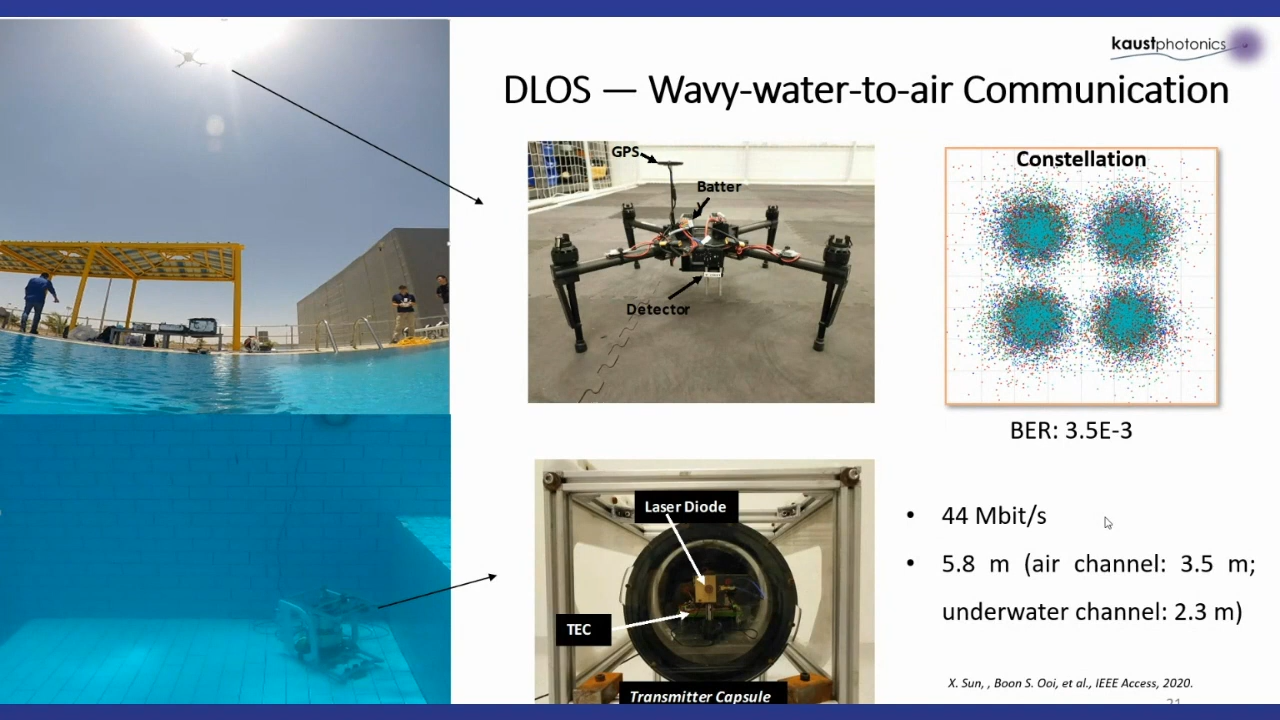 kaustphotonics
DLOS — Wavy-water-to-air Communication
GPS
Batter
Detector
Constellation
BER: 3.5E-3
Laser Diode
TEC
Transmitter Capsule
• 44 Mbit/s
• 5.8 m (air channel: 3.5 m;
underwater channel: 2.3 m)
X. Sun, , Boon S. Ooi, et al., IEEE Access, 2020.